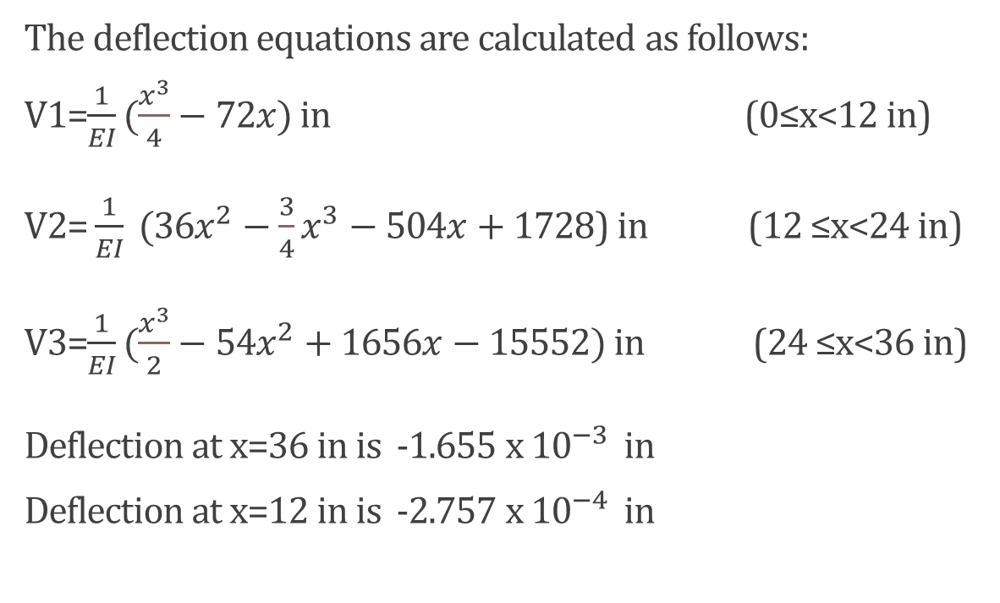 The deflection equations are calculated as follows:
V1=\frac{1}{EI}(\frac{x^3}{4} − 72x) in (0≤x<12 in)
V2=\frac{1}{EI} (36x^2 − \frac{3}{4}x^3 − 504x + 1728) in (12 ≤x<24 in)
V3=\frac{1}{EI}(\frac{x^3}{2} − 54x^2 + 1656x − 15552) in (24 ≤x<36 in)
Deflection at x=36 in is -1.655 x 10^{−3} in
Deflection at x=12 in is -2.757 x 10^{−4} in